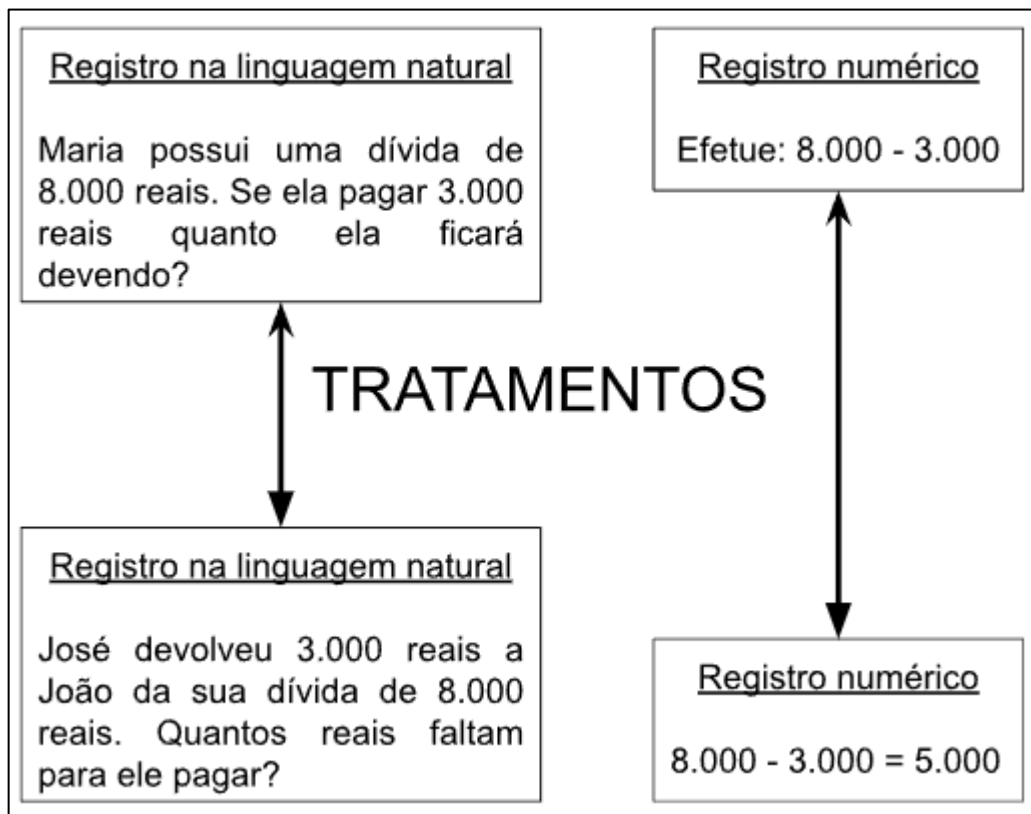 Registro na linguagem natural
Maria possui uma dívida de
8.000 reais. Se ela pagar 3.000
reais quanto ela ficará
devendo?
Registro numérico
Efetue: 8.000 - 3.000
TRATAMENTOS
Registro na linguagem natural
José devolveu 3.000 reais a
João da sua dívida de 8.000
reais. Quantos reais faltam
para ele pagar?
Registro numérico
8.000 - 3.000 = 5.000